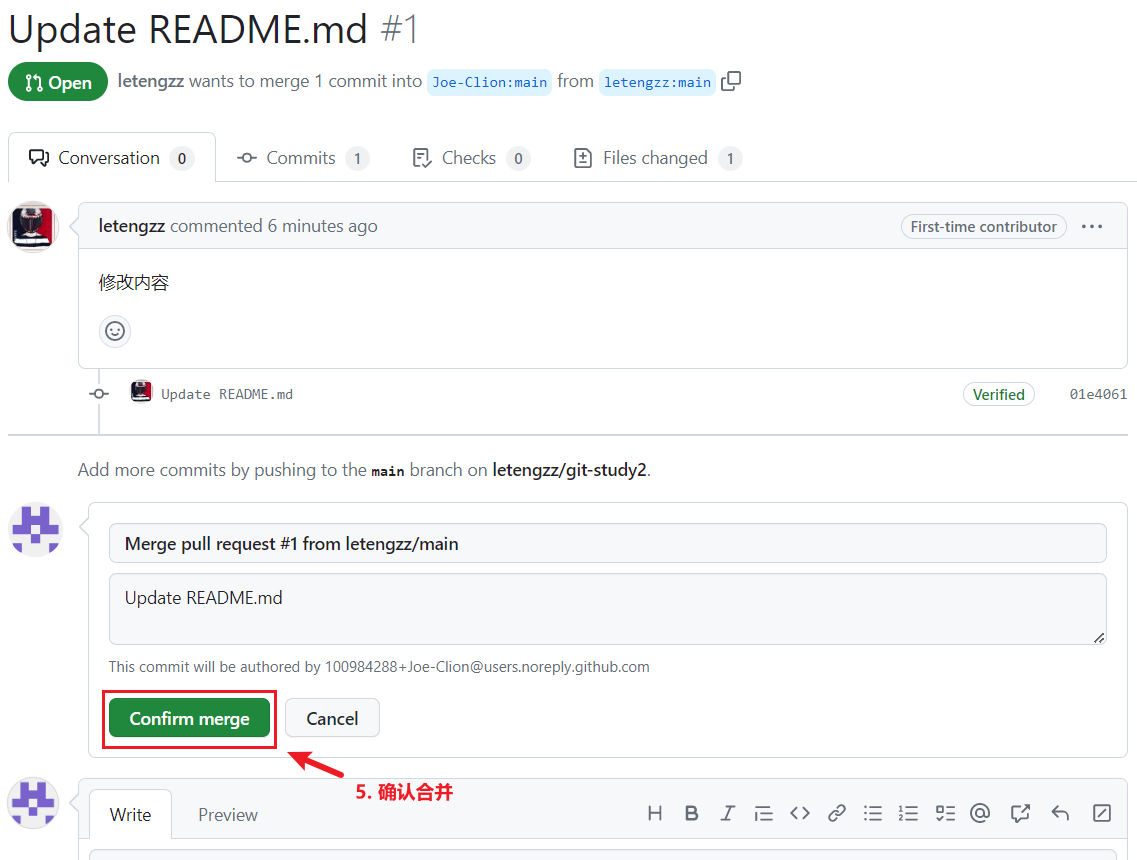 Update README.md #1
Open letengzz wants to merge 1 commit into Joe-Clion:main from letengzz:main
Conversation 0 Commits 1 Checks 0 Files changed 1
letengzz commented 6 minutes ago First-time contributor
修改内容
Update README.md Verified 01e4061
Add more commits by pushing to the main branch on letengzz/git-study2.
Merge pull request #1 from letengzz/main
Update README.md
This commit will be authored by 100984288+Joe-Clion@users.noreply.github.com
Confirm merge Cancel
5. 确认合并
Write Preview